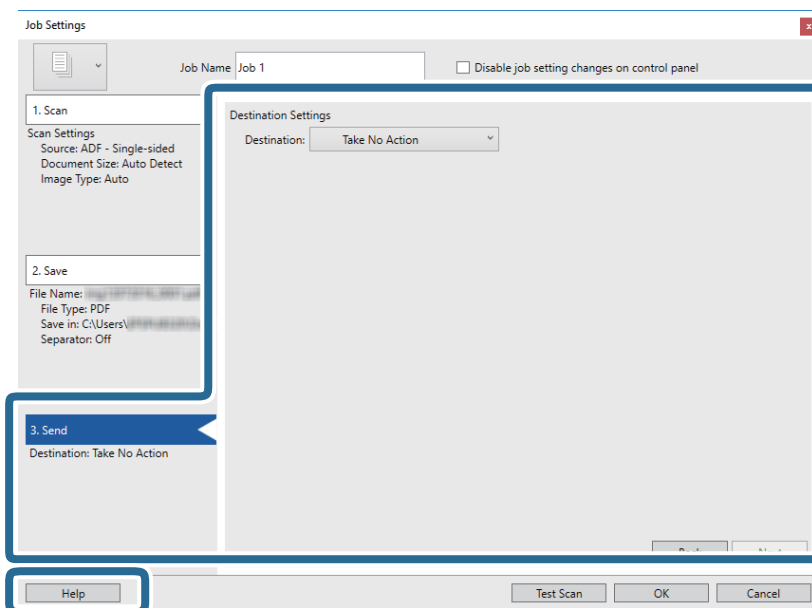 Job Settings
x
Job Name Job 1
Disable job setting changes on control panel
1. Scan
Scan Settings
Source: ADF - Single-sided
Document Size: Auto Detect
Image Type: Auto
2. Save
File Name:
File Type: PDF
Save in: C:\Users\
Separator: Off
3. Send
Destination: Take No Action
Destination Settings
Destination: Take No Action
Help
Test Scan
OK
Cancel